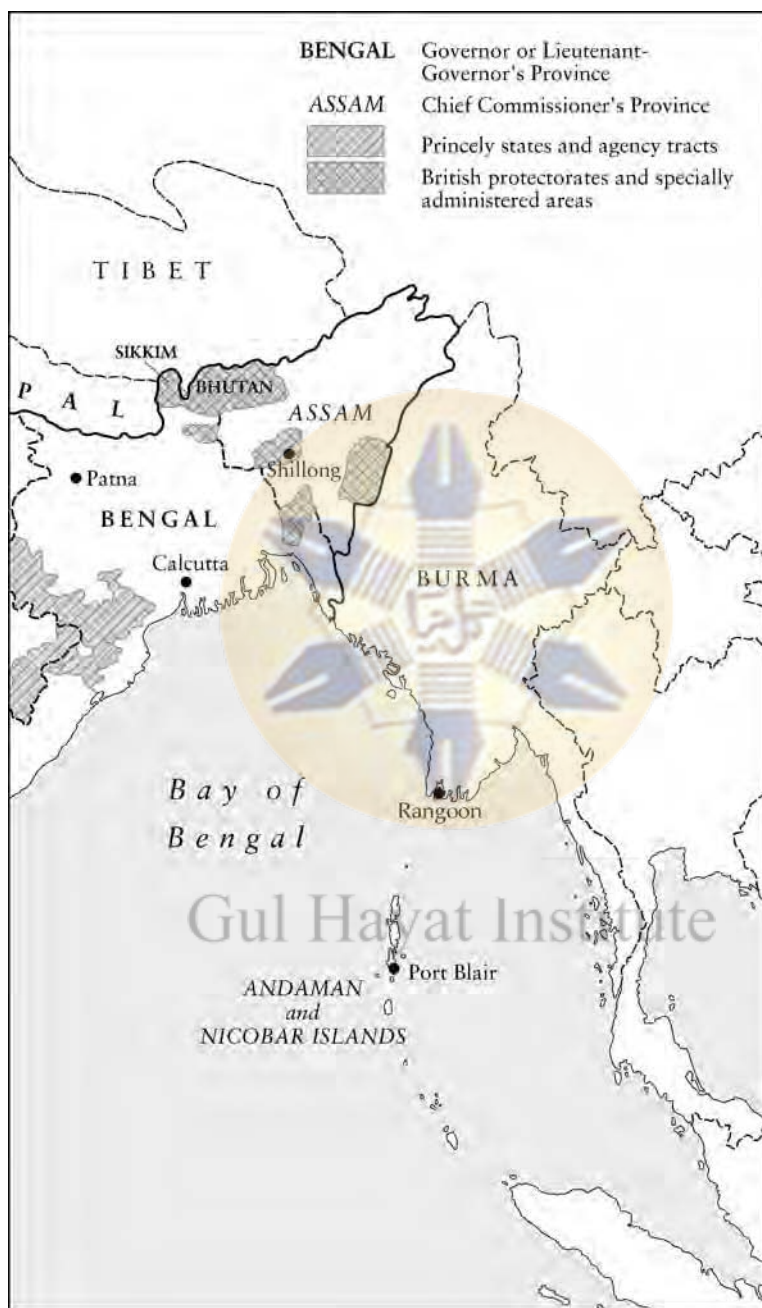 BENGAL Governor or Lieutenant-
Governor's Province
ASSAM Chief Commissioner's Province
Princely states and agency tracts
British protectorates and specially
administered areas
TIBET
SIKKIM
BHUTAN
PAL
ASSAM
Shillong
Patna
BENGAL
Calcutta
BURMA
Bay of
Bengal
Rangoon
Gul Hayat Institute
Port Blair
ANDAMAN
and
NICOBAR ISLANDS